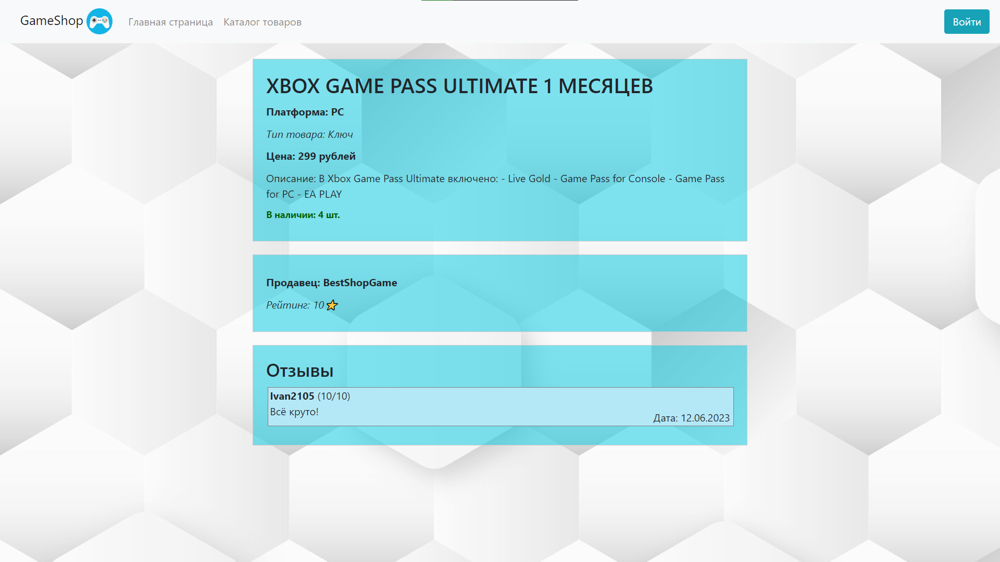 GameShop
Главная страница
Каталог товаров
Войти
XBOX GAME PASS ULTIMATE 1 МЕСЯЦЕВ
Платформа: PC
Тип товара: Ключ
Цена: 299 рублей
Описание: В Xbox Game Pass Ultimate включено: - Live Gold - Game Pass for Console - Game Pass
for PC - EA PLAY
В наличии: 4 шт.
Продавец: BestShopGame
Рейтинг: 10
Отзывы
Ivan2105 (10/10)
Всё круто!
Дата: 12.06.2023